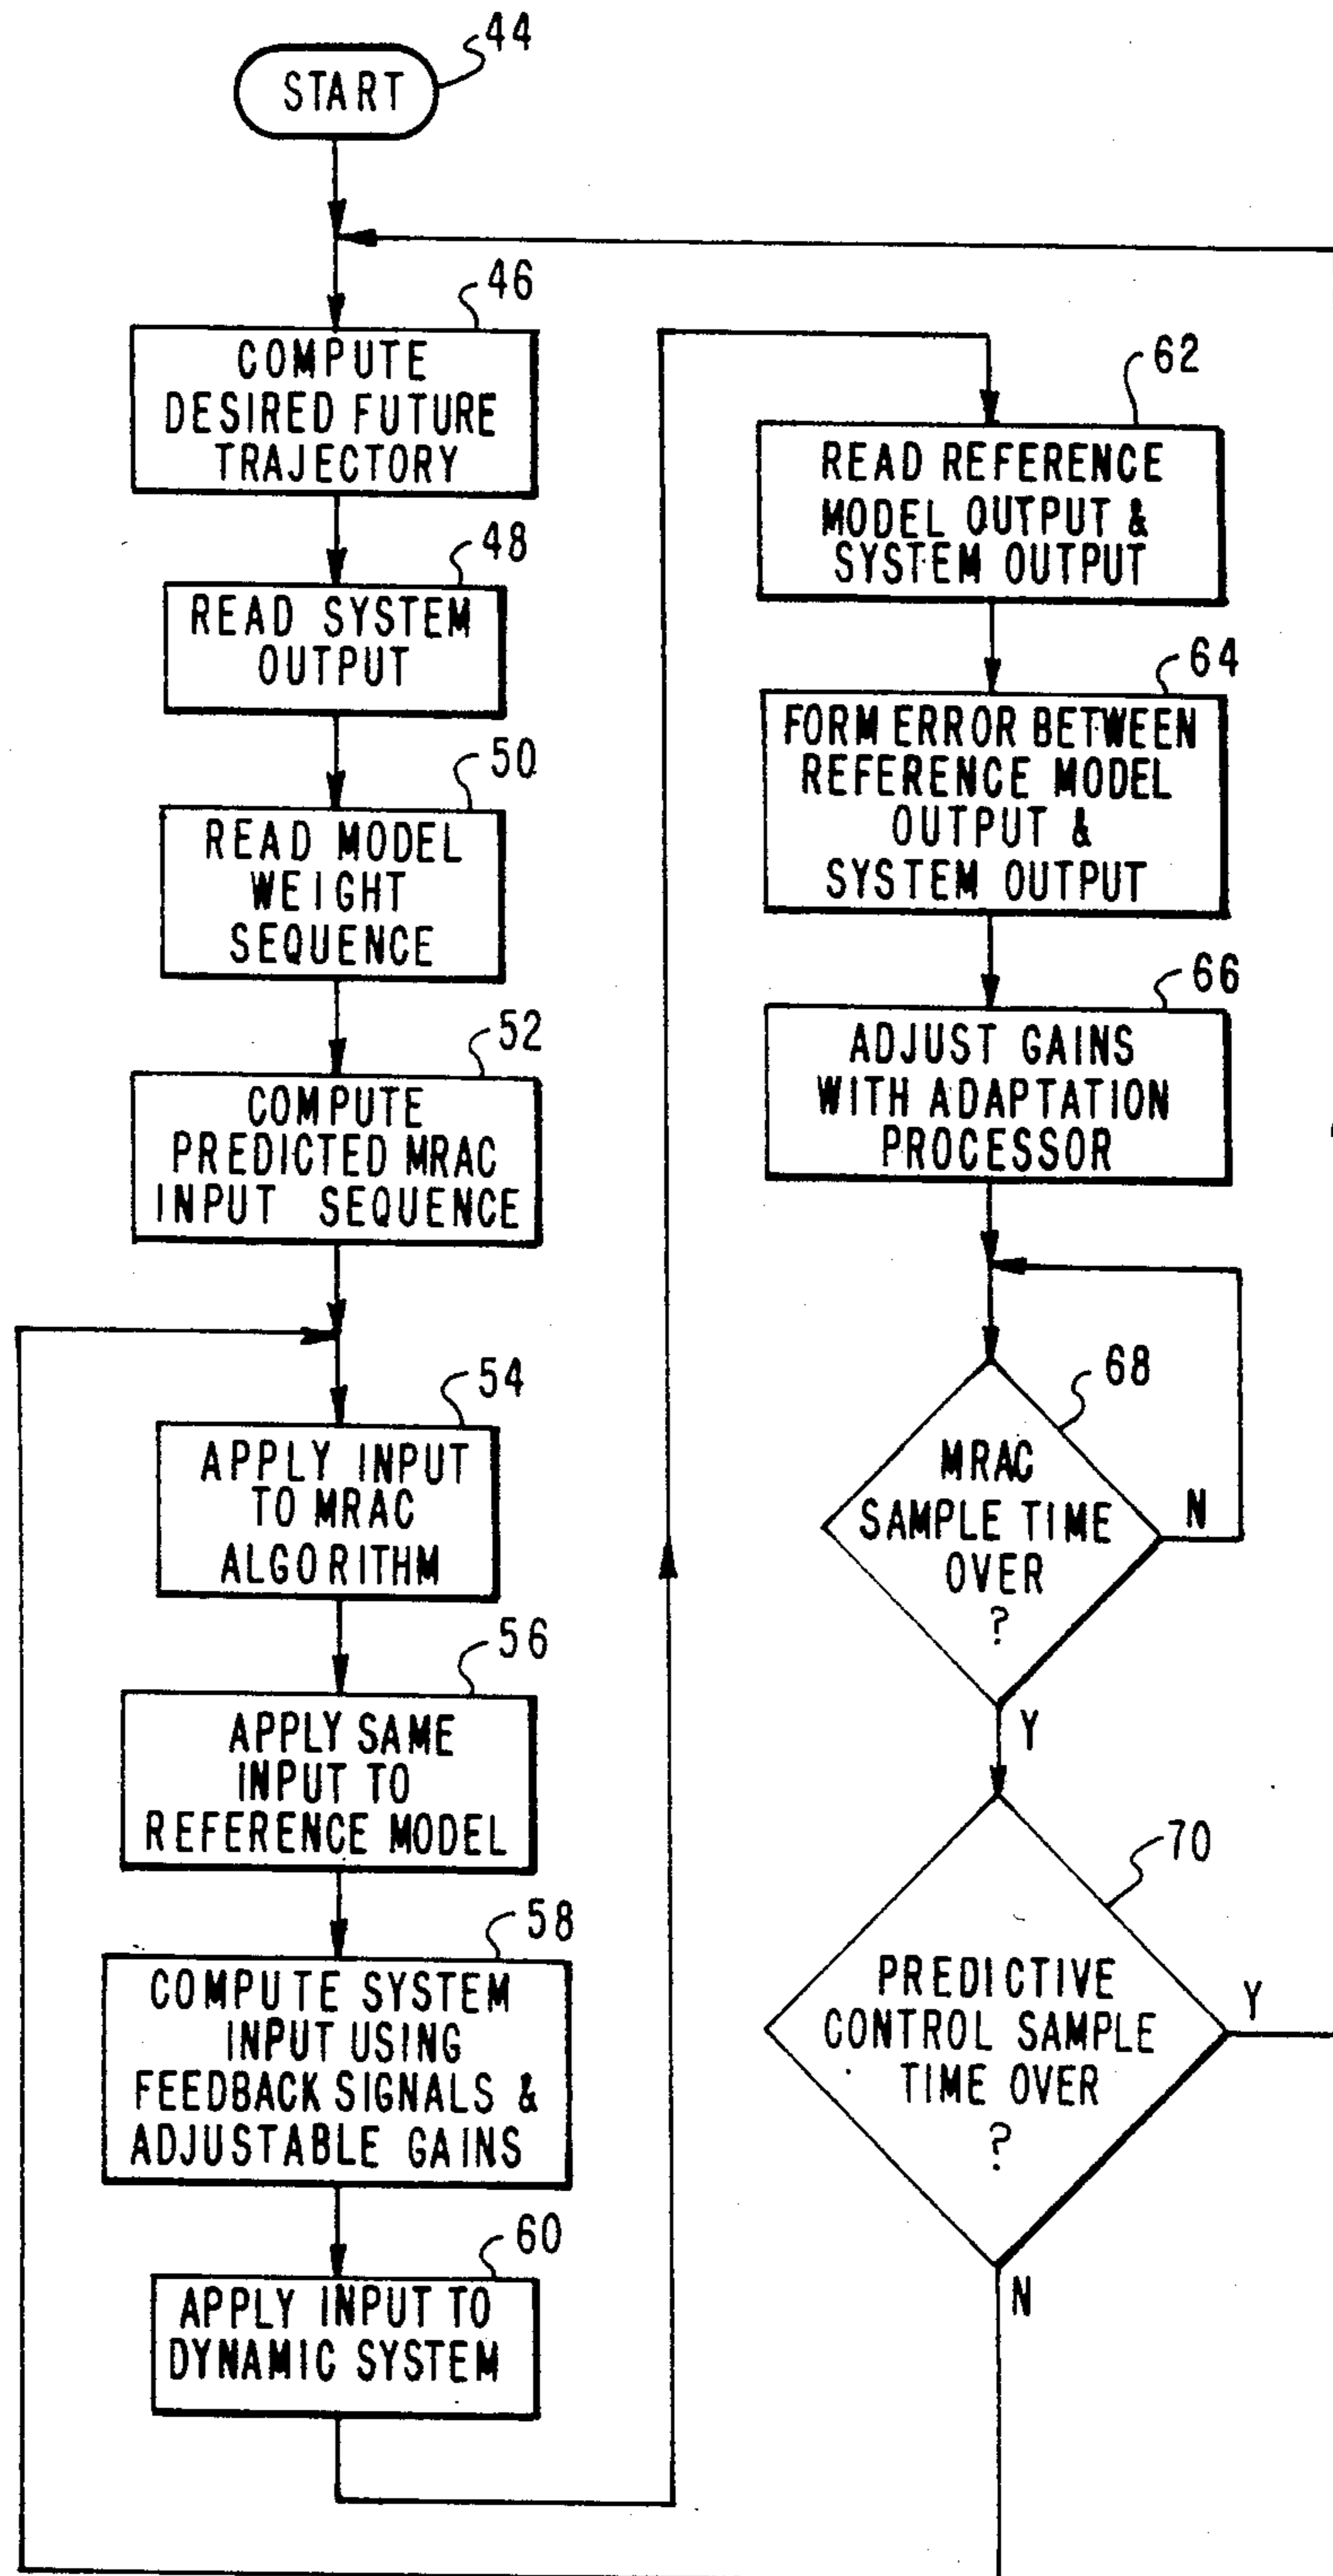 44
START
46
COMPUTE
DESIRED FUTURE
TRAJECTORY
48
READ SYSTEM
OUTPUT
50
READ MODEL
WEIGHT
SEQUENCE
52
COMPUTE
PREDICTED MRAC
INPUT SEQUENCE
54
APPLY INPUT
TO MRAC
ALGORITHM
56
APPLY SAME
INPUT TO
REFERENCE MODEL
58
COMPUTE SYSTEM
INPUT USING
FEEDBACK SIGNALS &
ADJUSTABLE GAINS
60
APPLY INPUT TO
DYNAMIC SYSTEM
62
READ REFERENCE
MODEL OUTPUT &
SYSTEM OUTPUT
64
FORM ERROR BETWEEN
REFERENCE MODEL
OUTPUT &
SYSTEM OUTPUT
66
ADJUST GAINS
WITH ADAPTATION
PROCESSOR
68
MRAC
SAMPLE TIME
OVER
?
N
Y
70
PREDICTIVE
CONTROL SAMPLE
TIME OVER
?
Y
N